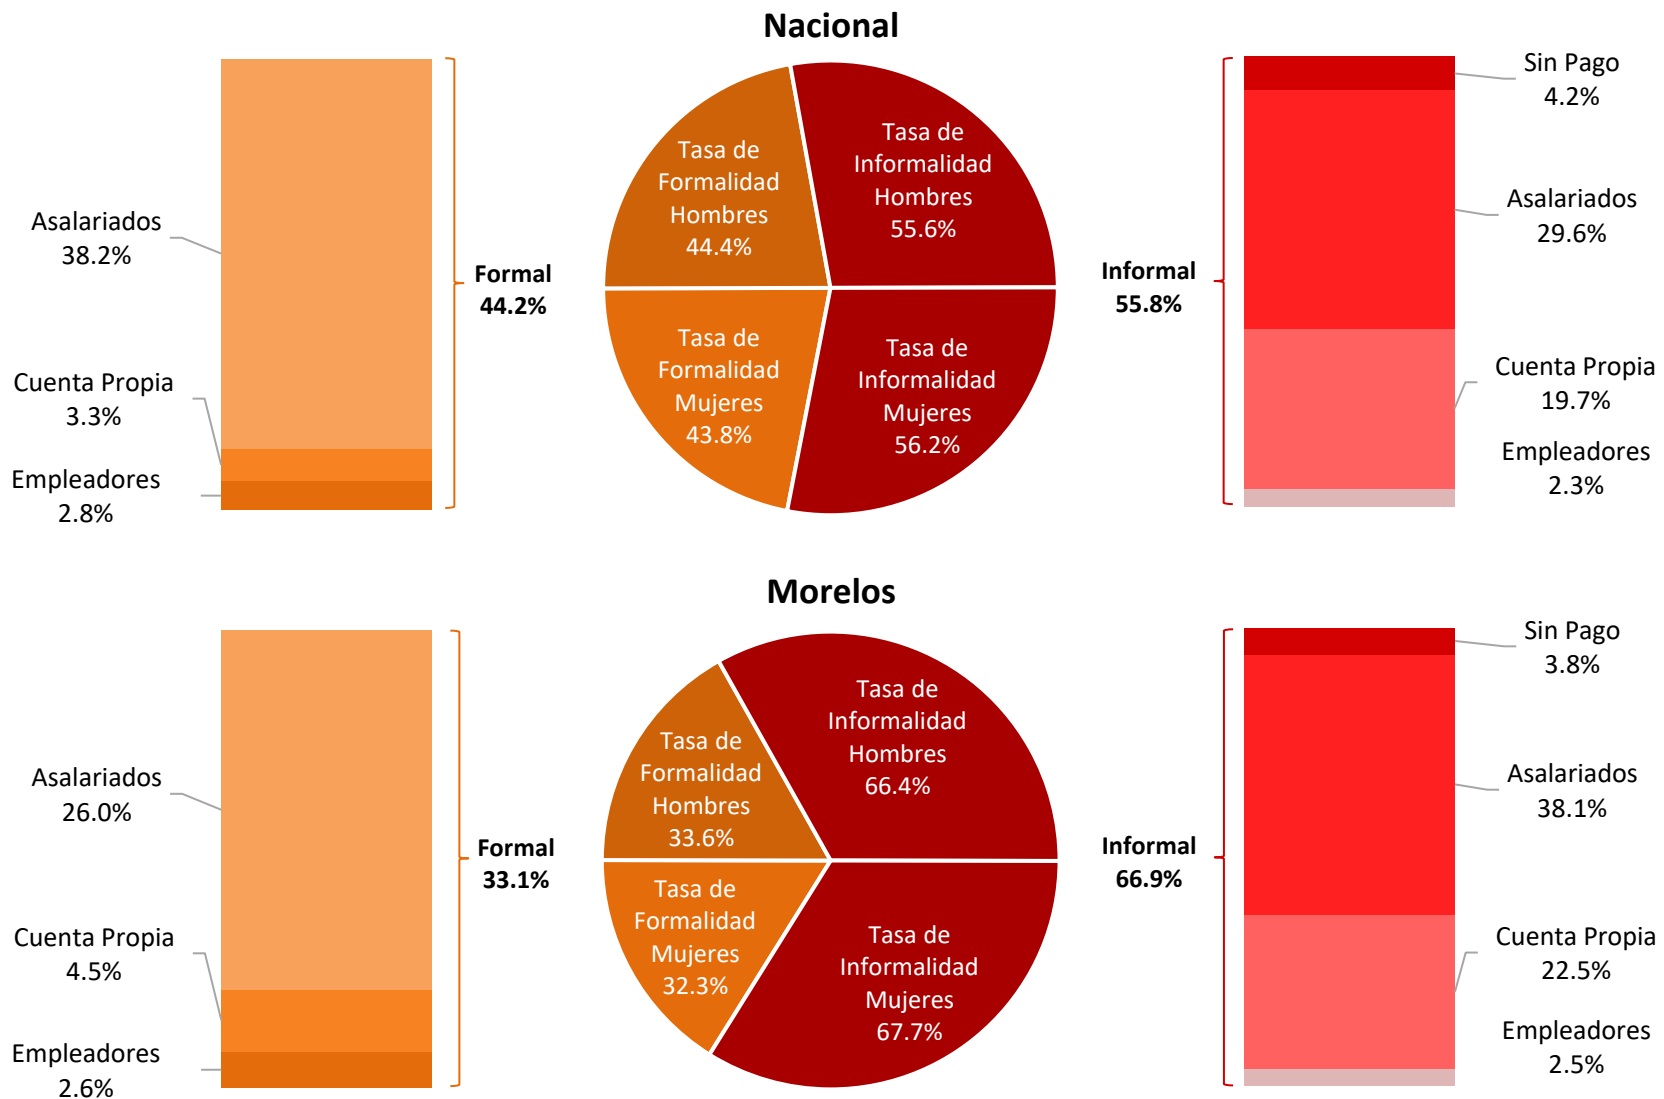 Nacional
Asalariados
38.2%
Cuenta Propia
3.3%
Empleadores
2.8%
Formal
44.2%
Tasa de
Formalidad
Hombres
44.4%
Tasa de
Informalidad
Hombres
55.6%
Tasa de
Formalidad
Mujeres
43.8%
Tasa de
Informalidad
Mujeres
56.2%
Informal
55.8%
Sin Pago
4.2%
Asalariados
29.6%
Cuenta Propia
19.7%
Empleadores
2.3%
Morelos
Asalariados
26.0%
Cuenta Propia
4.5%
Empleadores
2.6%
Formal
33.1%
Tasa de
Formalidad
Hombres
33.6%
Tasa de
Informalidad
Hombres
66.4%
Tasa de
Formalidad
Mujeres
32.3%
Tasa de
Informalidad
Mujeres
67.7%
Informal
66.9%
Sin Pago
3.8%
Asalariados
38.1%
Cuenta Propia
22.5%
Empleadores
2.5%